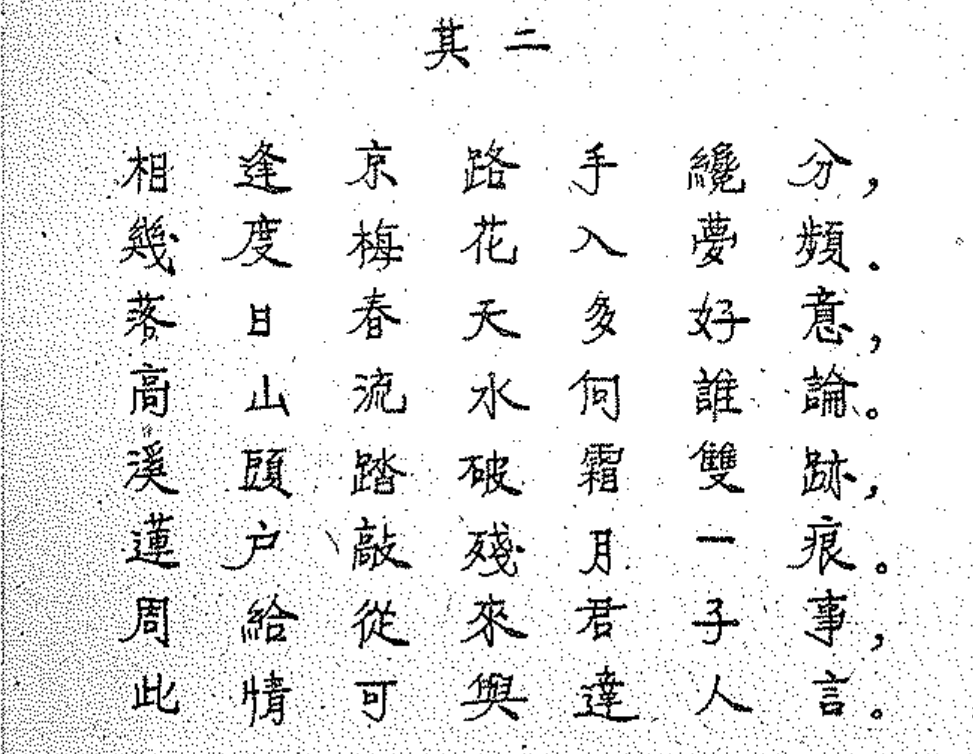 其二
相逢京路手纔分，
幾度梅花入夢頻。
落日春天多好意，
高山流水何誰論。
溪頭踏破霜雙跡，
蓮户敲殘月一痕。
周給從來君子事，
此情可與達人言。